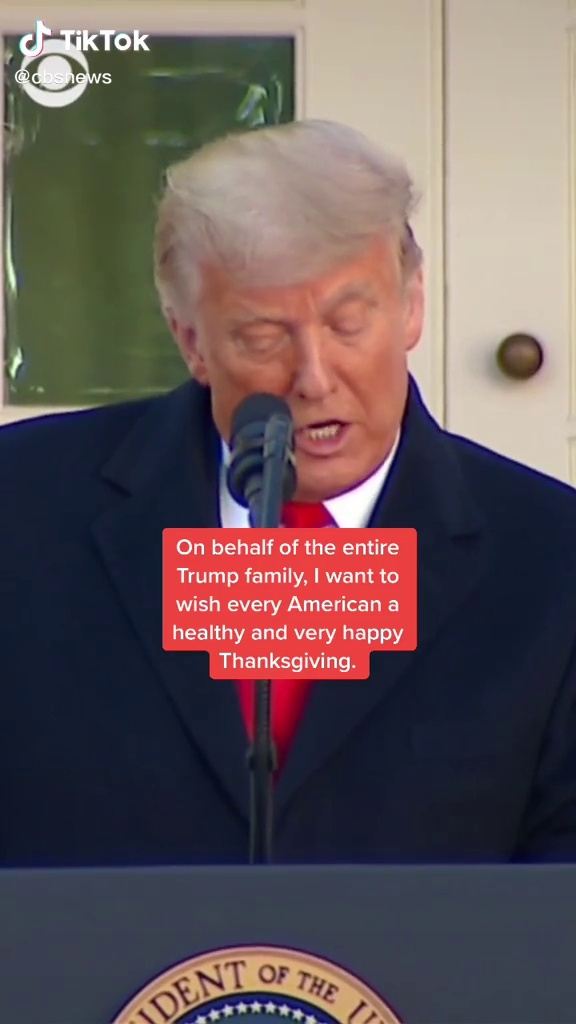 TikTok
@cbsnews
On behalf of the entire
Trump family, I want to
wish every American a
healthy and very happy
Thanksgiving.
IDENT OF THE U